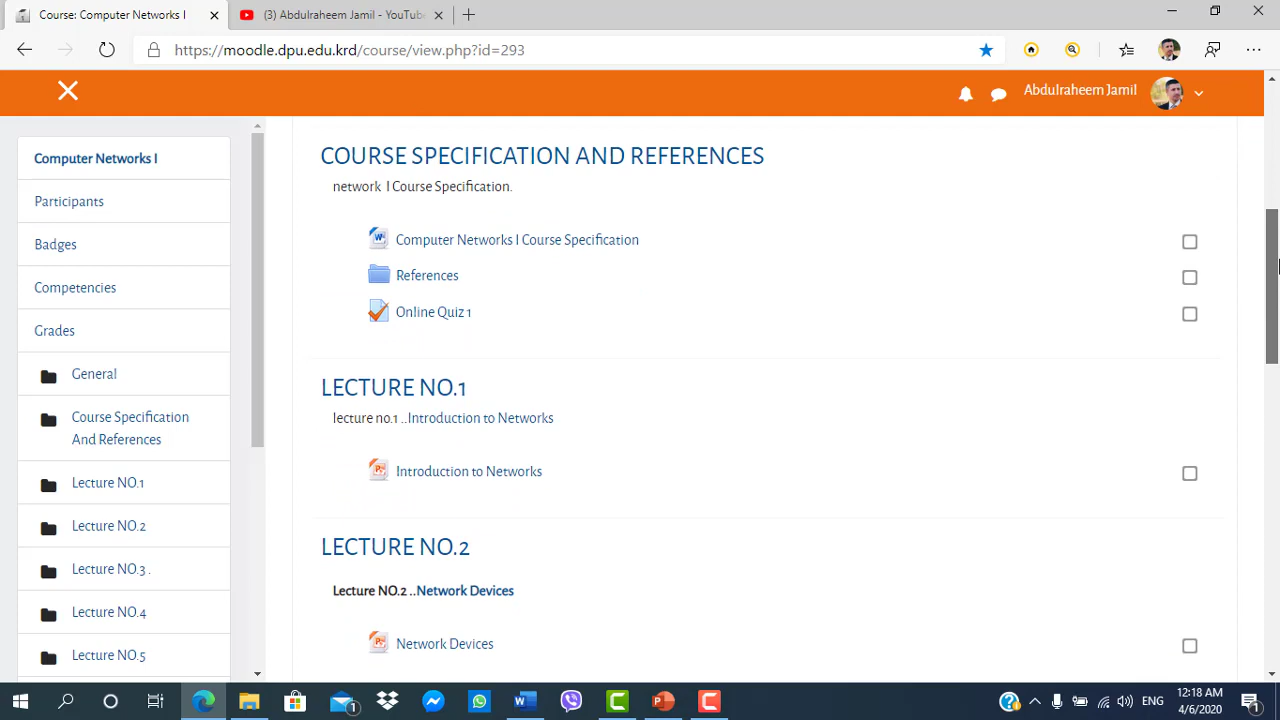 Course: Computer Networks I
(3) Abdulraheem Jamil - YouTube
https://moodle.dpu.edu.krd/course/view.php?id=293
Abdulraheem Jamil
Computer Networks I
Participants
Badges
Competencies
Grades
General
Course Specification
And References
Lecture NO.1
Lecture NO.2
Lecture NO.3 .
Lecture NO.4
Lecture NO.5
COURSE SPECIFICATION AND REFERENCES
network I Course Specification.
Computer Networks I Course Specification
References
Online Quiz 1
LECTURE NO.1
lecture no.1 ..Introduction to Networks
Introduction to Networks
LECTURE NO.2
Lecture NO.2 ..Network Devices
Network Devices
ENG
12:18 AM
4/6/2020